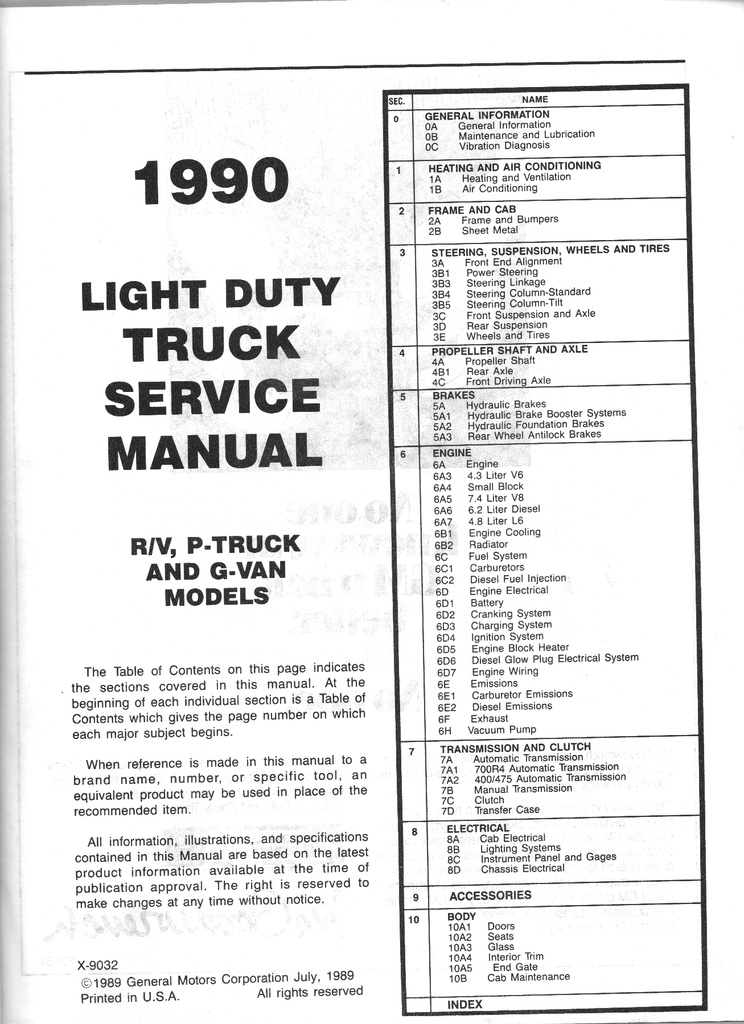 1990
LIGHT DUTY
TRUCK
SERVICE
MANUAL
R/V, P-TRUCK
AND G-VAN
MODELS
The Table of Contents on this page indicates
the sections covered in this manual. At the
beginning of each individual section is a Table of
Contents which gives the page number on which
each major subject begins.
When reference is made in this manual to a
brand name, number, or specific tool, an
equivalent product may be used in place of the
recommended item.
All information, illustrations, and specifications
contained in this Manual are based on the latest
product information available at the time of
publication approval. The right is reserved to
make changes at any time without notice.
X-9032
©1989 General Motors Corporation July, 1989
Printed in U.S.A. All rights reserved
SEC. NAME
0 GENERAL INFORMATION
0A General Information
0B Maintenance and Lubrication
0C Vibration Diagnosis
1 HEATING AND AIR CONDITIONING
1A Heating and Ventilation
1B Air Conditioning
2 FRAME AND CAB
2A Frame and Bumpers
2B Sheet Metal
3 STEERING, SUSPENSION, WHEELS AND TIRES
3A Front End Alignment
3B1 Power Steering
3B3 Steering Linkage
3B4 Steering Column-Standard
3B5 Steering Column-Tilt
3C Front Suspension and Axle
3D Rear Suspension
3E Wheels and Tires
4 PROPELLER SHAFT AND AXLE
4A Propeller Shaft
4B1 Rear Axle
4C Front Driving Axle
5 BRAKES
5A Hydraulic Brakes
5A1 Hydraulic Brake Booster Systems
5A2 Hydraulic Foundation Brakes
5A3 Rear Wheel Antilock Brakes
6 ENGINE
6A Engine
6A3 4.3 Liter V6
6A4 Small Block
6A5 7.4 Liter V8
6A6 6.2 Liter Diesel
6A7 4.8 Liter L6
6B1 Engine Cooling
6B2 Radiator
6C Fuel System
6C1 Carburetors
6C2 Diesel Fuel Injection
6D Engine Electrical
6D1 Battery
6D2 Cranking System
6D3 Charging System
6D4 Ignition System
6D5 Engine Block Heater
6D6 Diesel Glow Plug Electrical System
6D7 Engine Wiring
6E Emissions
6E1 Carburetor Emissions
6E2 Diesel Emissions
6F Exhaust
6H Vacuum Pump
7 TRANSMISSION AND CLUTCH
7A Automatic Transmission
7A1 700R4 Automatic Transmission
7A2 400/475 Automatic Transmission
7B Manual Transmission
7C Clutch
7D Transfer Case
8 ELECTRICAL
8A Cab Electrical
8B Lighting Systems
8C Instrument Panel and Gages
8D Chassis Electrical
9 ACCESSORIES
10 BODY
10A1 Doors
10A2 Seats
10A3 Glass
10A4 Interior Trim
10A5 End Gate
10B Cab Maintenance
INDEX